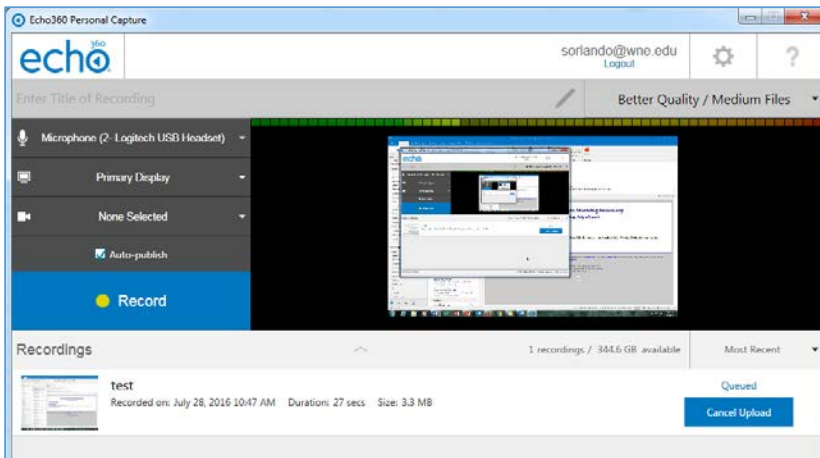 Echo360 Personal Capture
echo360
sorlando@wne.edu
Logout
?
Enter Title of Recording
Better Quality / Medium Files
Microphone (2- Logitech USB Headset)
Primary Display
None Selected
Auto-publish
Record
Recordings
1 recordings / 344.6 GB available
Most Recent
test
Recorded on: July 28, 2016 10:47 AM Duration: 27 secs Size: 3.3 MB
Queued
Cancel Upload
echo